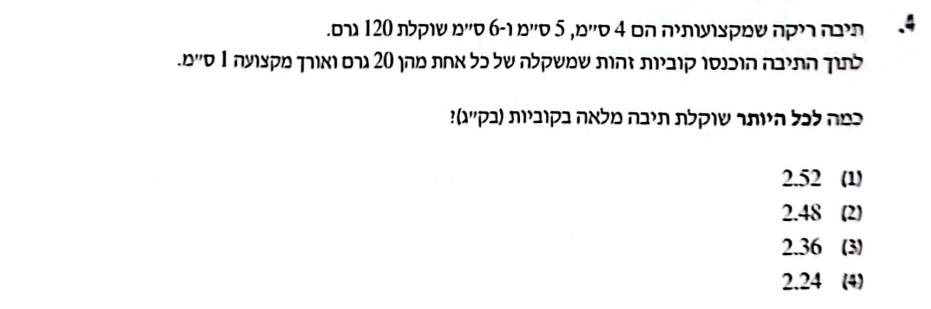 4. תיבה ריקה שמקצועותיה הם 4 ס״מ, 5 ס״מ ו-6 ס״מ שוקלת 120 גרם.
לתוך התיבה הוכנסו קוביות זהות שמשקלה של כל אחת מהן 20 גרם ואורך מקצועה 1 ס״מ.
כמה לכל היותר שוקלת תיבה מלאה בקוביות (בק״ג)?
(1) 2.52
(2) 2.48
(3) 2.36
(4) 2.24